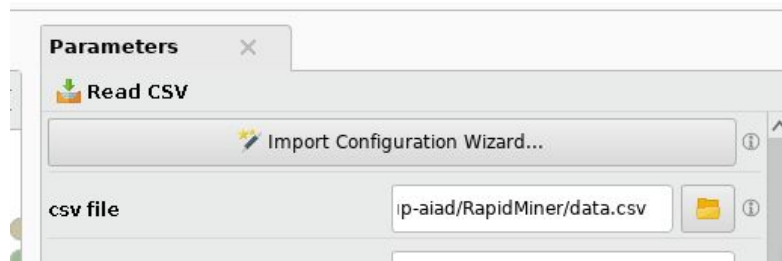 Parameters
Read CSV
Import Configuration Wizard...
csv file
p-aiad/RapidMiner/data.csv